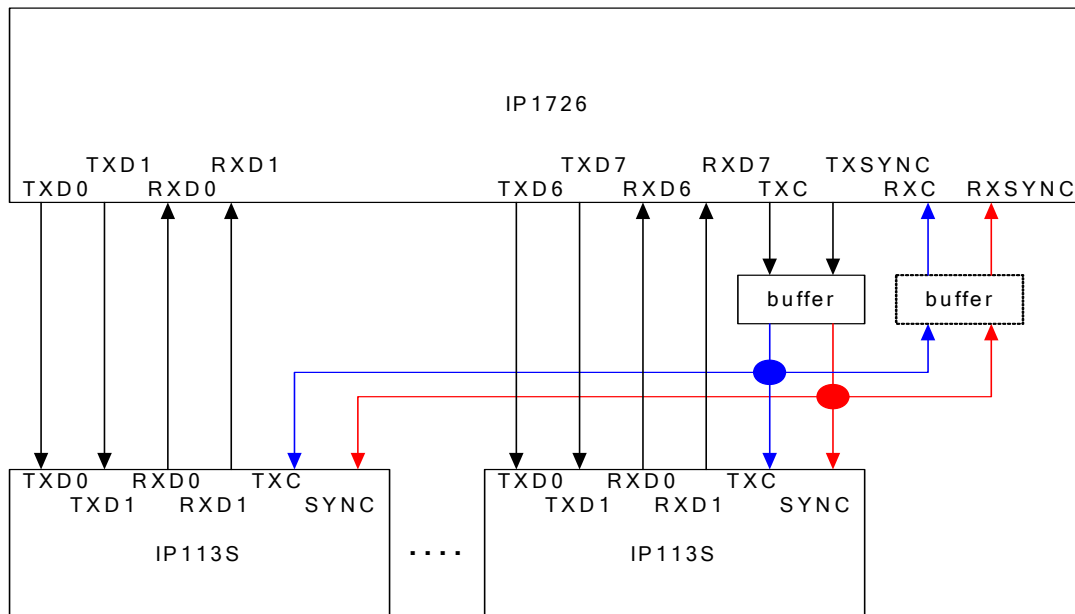 IP1726
TXD1 RXD1 TXD7 RXD7 TXSYNC
TXD0 RXD0 TXD6 RXD6 TXC RXC RXSYNC
buffer buffer
TXD0 RXD0 TXC TXD0 RXD0 TXC
TXD1 RXD1 SYNC TXD1 RXD1 SYNC
IP113S .... IP113S